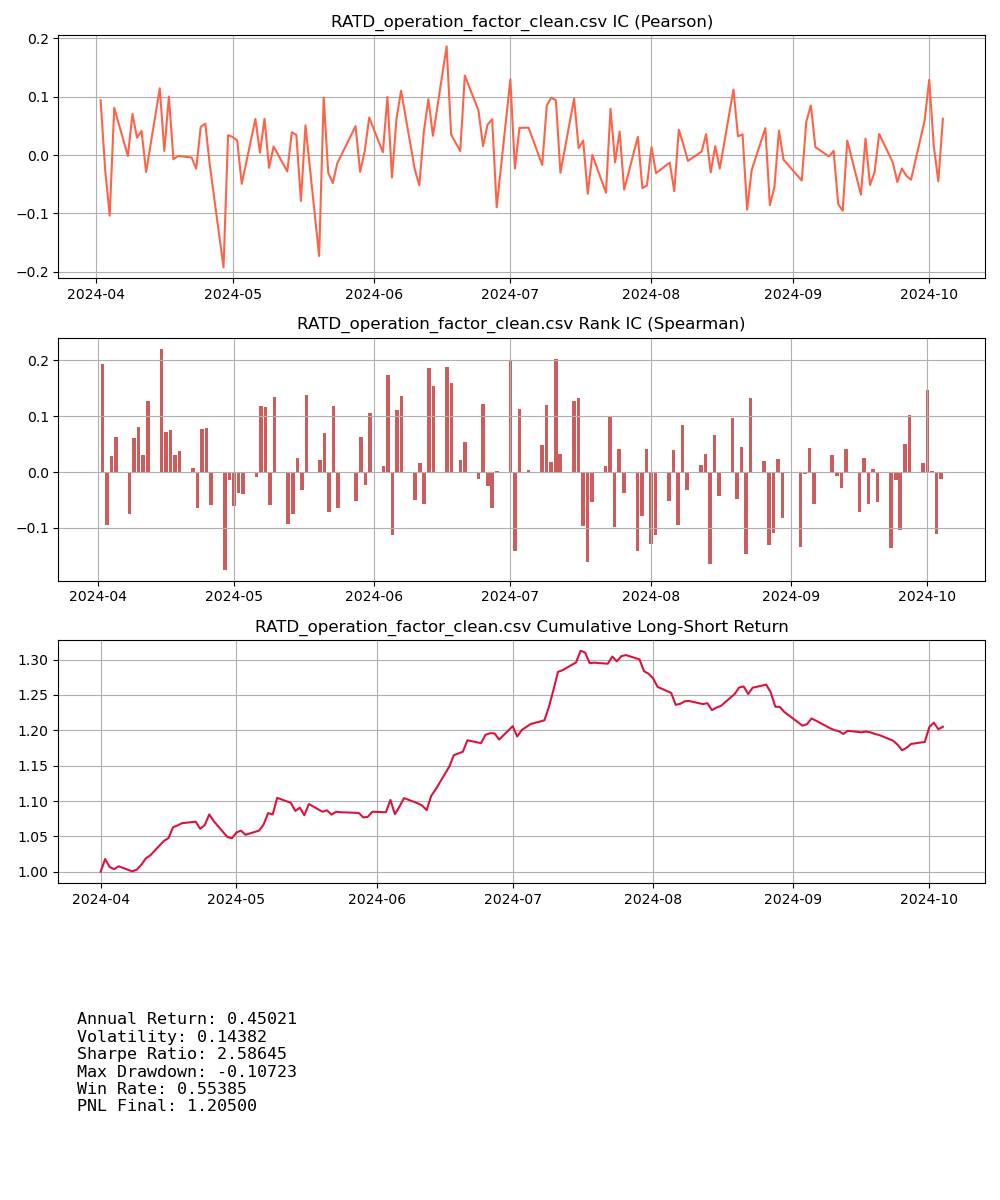 RATD_operation_factor_clean.csv IC (Pearson)
0.2
0.1
0.0
−0.1
−0.2
2024-04 2024-05 2024-06 2024-07 2024-08 2024-09 2024-10
RATD_operation_factor_clean.csv Rank IC (Spearman)
0.2
0.1
0.0
−0.1
2024-04 2024-05 2024-06 2024-07 2024-08 2024-09 2024-10
RATD_operation_factor_clean.csv Cumulative Long-Short Return
1.30
1.25
1.20
1.15
1.10
1.05
1.00
2024-04 2024-05 2024-06 2024-07 2024-08 2024-09 2024-10
Annual Return: 0.45021
Volatility: 0.14382
Sharpe Ratio: 2.58645
Max Drawdown: -0.10723
Win Rate: 0.55385
PNL Final: 1.20500